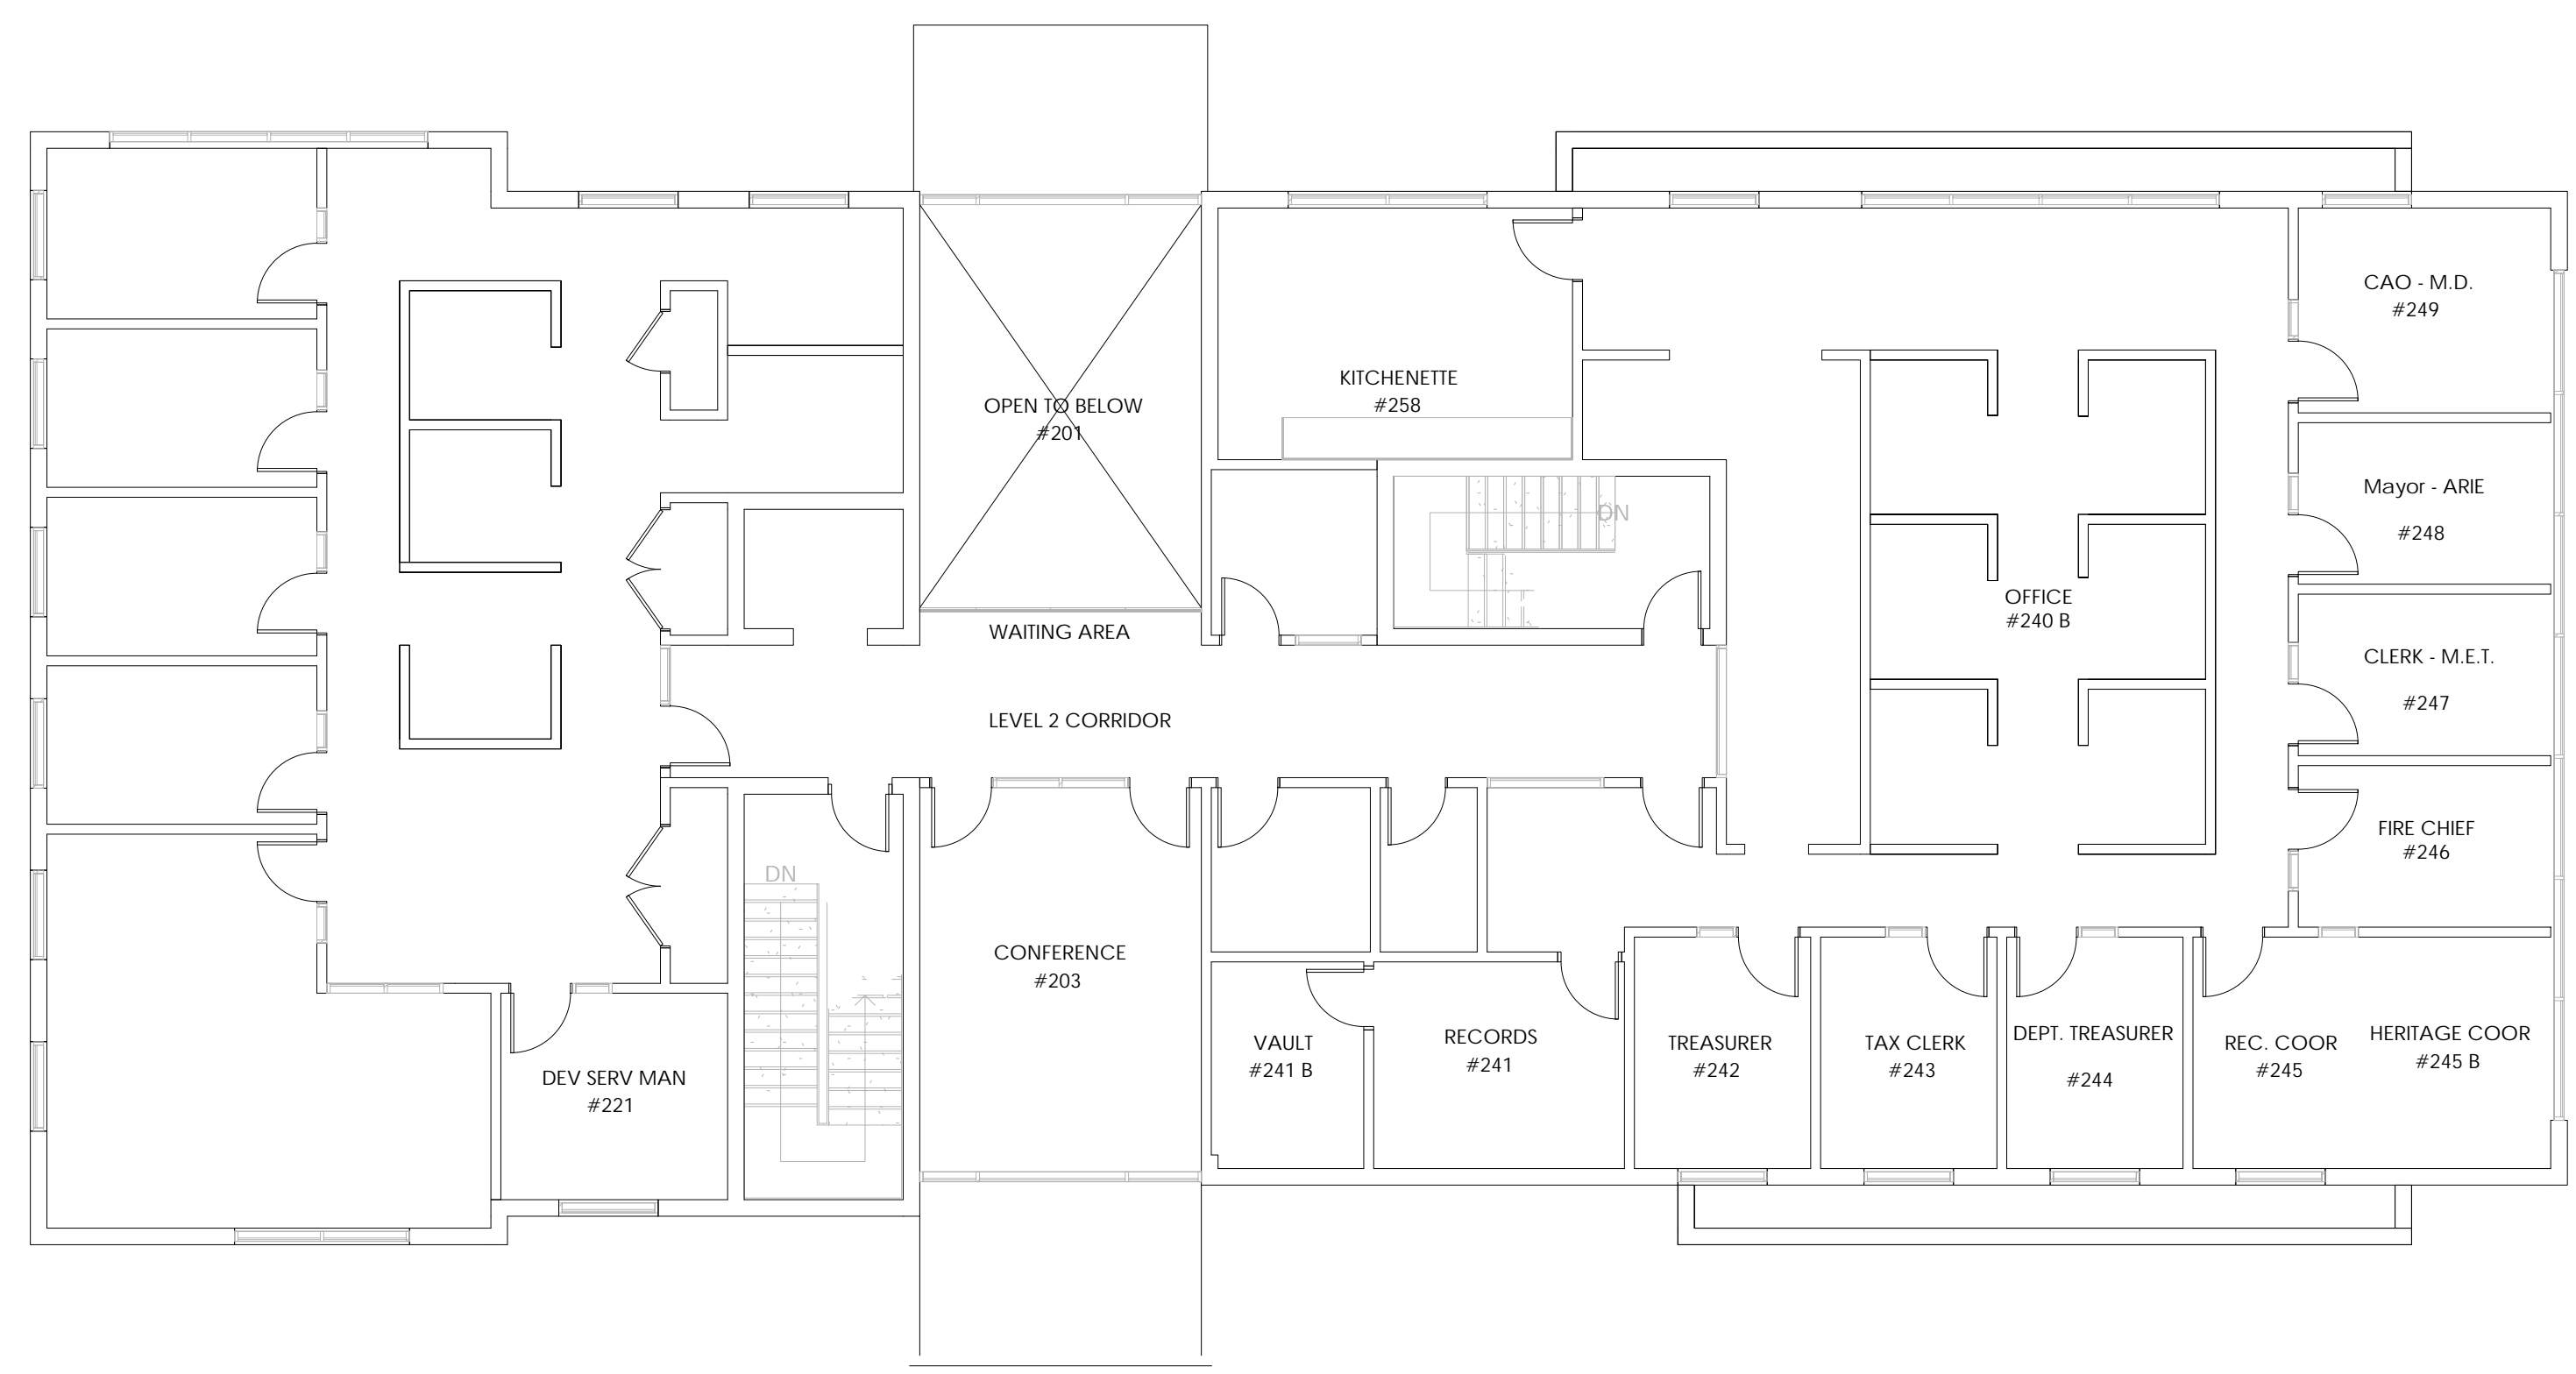 CAO - M.D.
#249
KITCHENETTE
#258
OPEN TO BELOW
#201
Mayor - ARIE
#248
DN
OFFICE
#240 B
WAITING AREA
CLERK - M.E.T.
#247
LEVEL 2 CORRIDOR
FIRE CHIEF
#246
DN
CONFERENCE
#203
VAULT
#241 B
RECORDS
#241
TREASURER
#242
TAX CLERK
#243
DEPT. TREASURER
#244
REC. COOR
#245
HERITAGE COOR
#245 B
DEV SERV MAN
#221